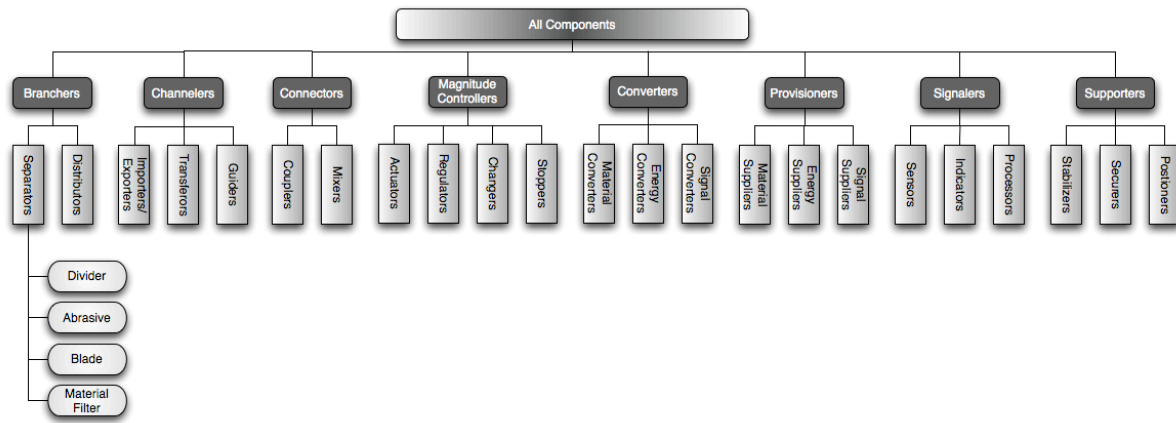 All Components
Branchers
Channelers
Connectors
Magnitude
Controllers
Converters
Provisioners
Signalers
Supporters
Separators
Distributors
Importers/
Exporters
Transferors
Guiders
Couplers
Mixers
Actuators
Regulators
Changers
Stoppers
Material
Converters
Energy
Converters
Signal
Converters
Material
Suppliers
Energy
Suppliers
Signal
Suppliers
Sensors
Indicators
Processors
Stabilizers
Securers
Postioners
Divider
Abrasive
Blade
Material
Filter